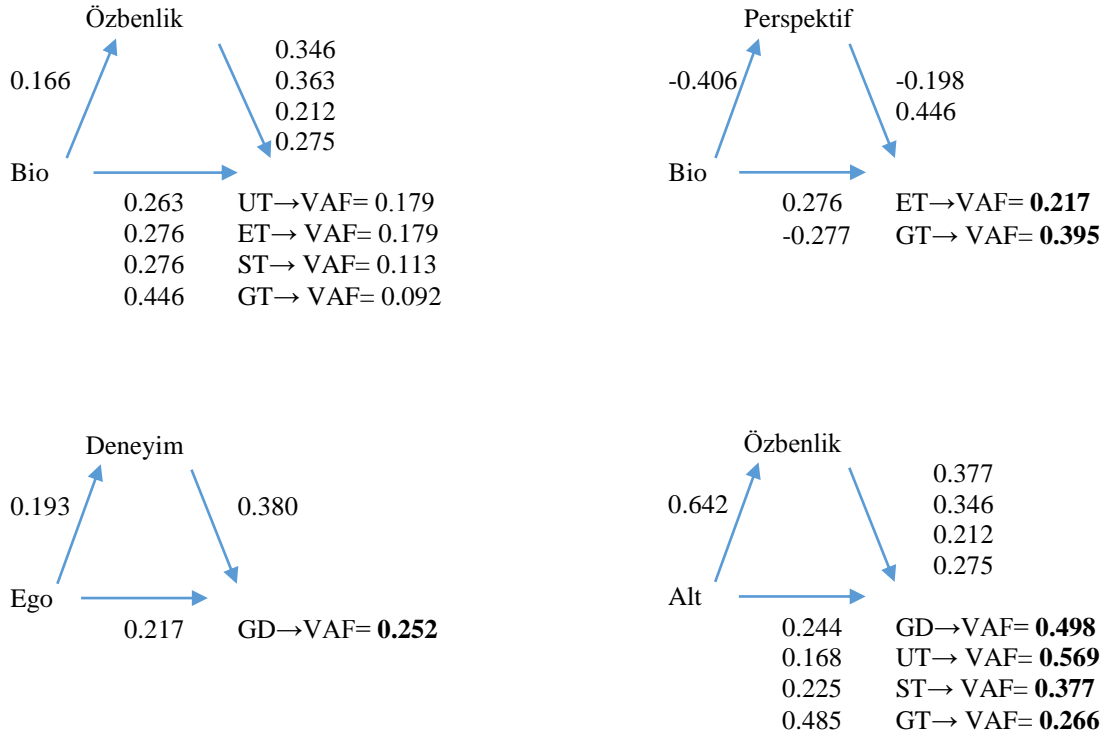 Özbenlik
0.346
0.363
0.212
0.275
0.166
Bio
0.263 UT→VAF= 0.179
0.276 ET→ VAF= 0.179
0.276 ST→ VAF= 0.113
0.446 GT→ VAF= 0.092
Perspektif
-0.406 -0.198
0.446
Bio
0.276 ET→VAF= 0.217
-0.277 GT→ VAF= 0.395
Deneyim
0.193 0.380
Ego
0.217 GD→VAF= 0.252
Özbenlik
0.377
0.642 0.346
0.212
0.275
Alt
0.244 GD→VAF= 0.498
0.168 UT→ VAF= 0.569
0.225 ST→ VAF= 0.377
0.485 GT→ VAF= 0.266